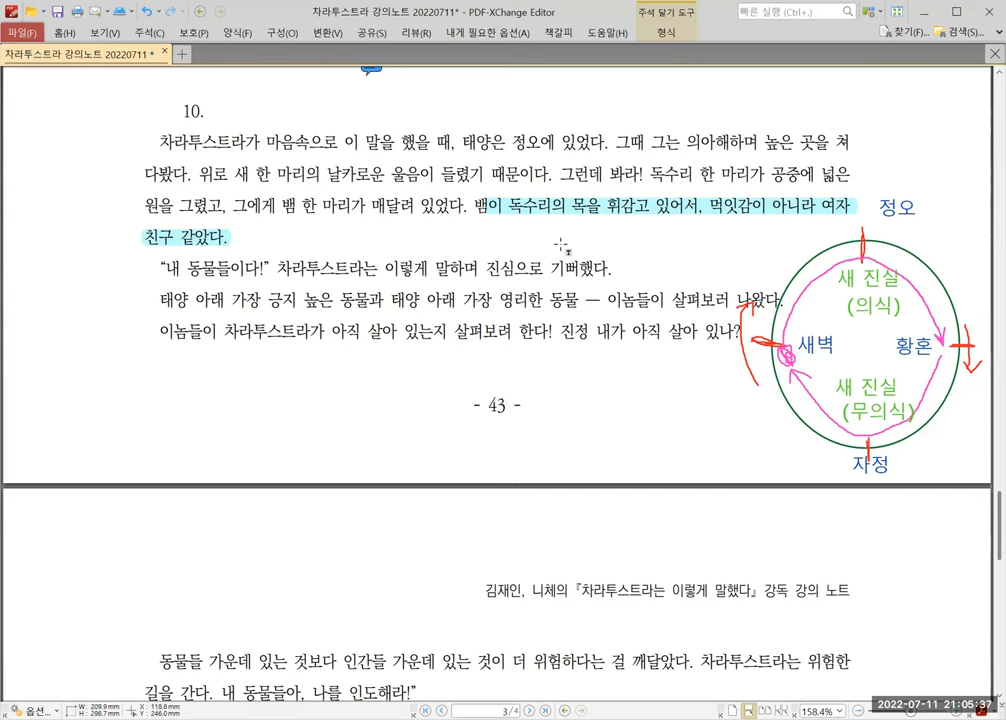 차라투스트라 강의노트 20220711* - PDF-XChange Editor
주석 달기 도구
빠른 실행 (Ctrl+.)
파일(F) 홈(H) 보기(V) 주석(C) 보호(P) 양식(F) 구성(O) 변환(V) 공유(S) 리뷰(R) 내게 필요한 옵션(A) 책갈피 도움말(H) 형식 찾기(F)... 검색(S)...
차라투스트라 강의노트 20220711 *
10.
차라투스트라가 마음속으로 이 말을 했을 때, 태양은 정오에 있었다. 그때 그는 의아해하며 높은 곳을 쳐
다봤다. 위로 새 한 마리의 날카로운 울음이 들렸기 때문이다. 그런데 봐라! 독수리 한 마리가 공중에 넓은
원을 그렸고, 그에게 뱀 한 마리가 매달려 있었다. 뱀이 독수리의 목을 휘감고 있어서, 먹잇감이 아니라 여자
친구 같았다.
“내 동물들이다!” 차라투스트라는 이렇게 말하며 진심으로 기뻐했다.
태양 아래 가장 긍지 높은 동물과 태양 아래 가장 영리한 동물 — 이놈들이 살펴보러 나왔다.
이놈들이 차라투스트라가 아직 살아 있는지 살펴보려 한다! 진정 내가 아직 살아 있나?
정오
새 진실
(의식)
새벽
황혼
새 진실
(무의식)
자정
- 43 -
김재인, 니체의 『차라투스트라는 이렇게 말했다』 강독 강의 노트
동물들 가운데 있는 것보다 인간들 가운데 있는 것이 더 위험하다는 걸 깨달았다. 차라투스트라는 위험한
길을 간다. 내 동물들아, 나를 인도해라!”
옵션...
W: 209.9 mm
H: 296.7 mm
X: 118.6 mm
Y: 246.0 mm
3/4
158.4%
2022-07-11 21:05:37